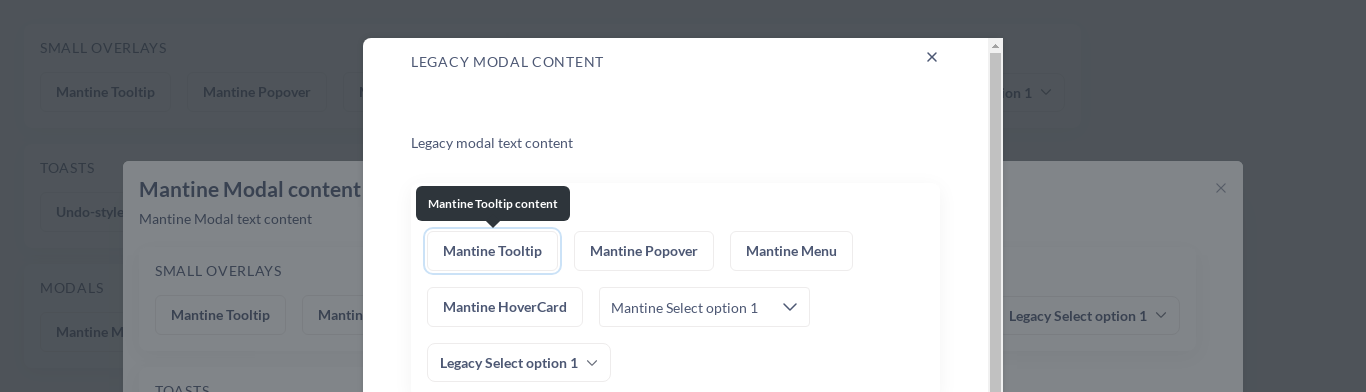 SMALL OVERLAYS
Mantine Tooltip
Mantine Popover
on 1
TOASTS
Undo-style
MODALS
Mantine M
Mantine Modal content
Mantine Modal text content
SMALL OVERLAYS
Mantine Tooltip
Mantin
Legacy Select option 1
TOASTS
LEGACY MODAL CONTENT
Legacy modal text content
Mantine Tooltip content
Mantine Tooltip
Mantine Popover
Mantine Menu
Mantine HoverCard
Mantine Select option 1
Legacy Select option 1